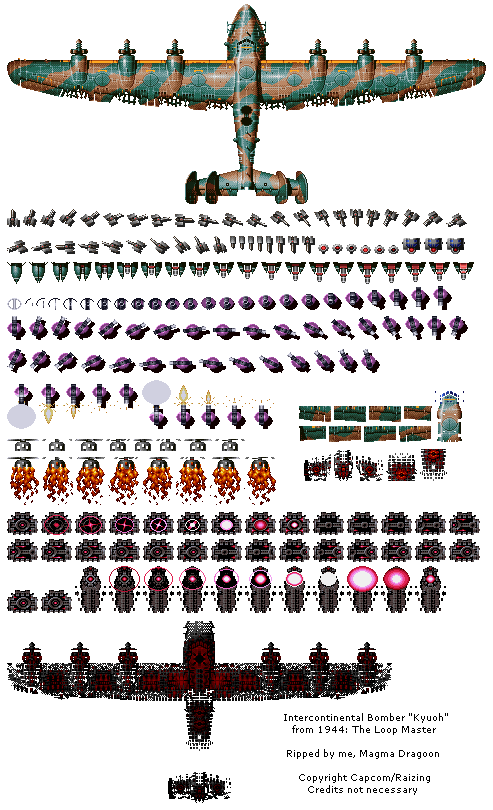 Intercontinental Bomber "Kyuoh"
from 1944: The Loop Master
Ripped by me, Magma Dragoon
Copyright Capcom/Raizing
Credits not necessary